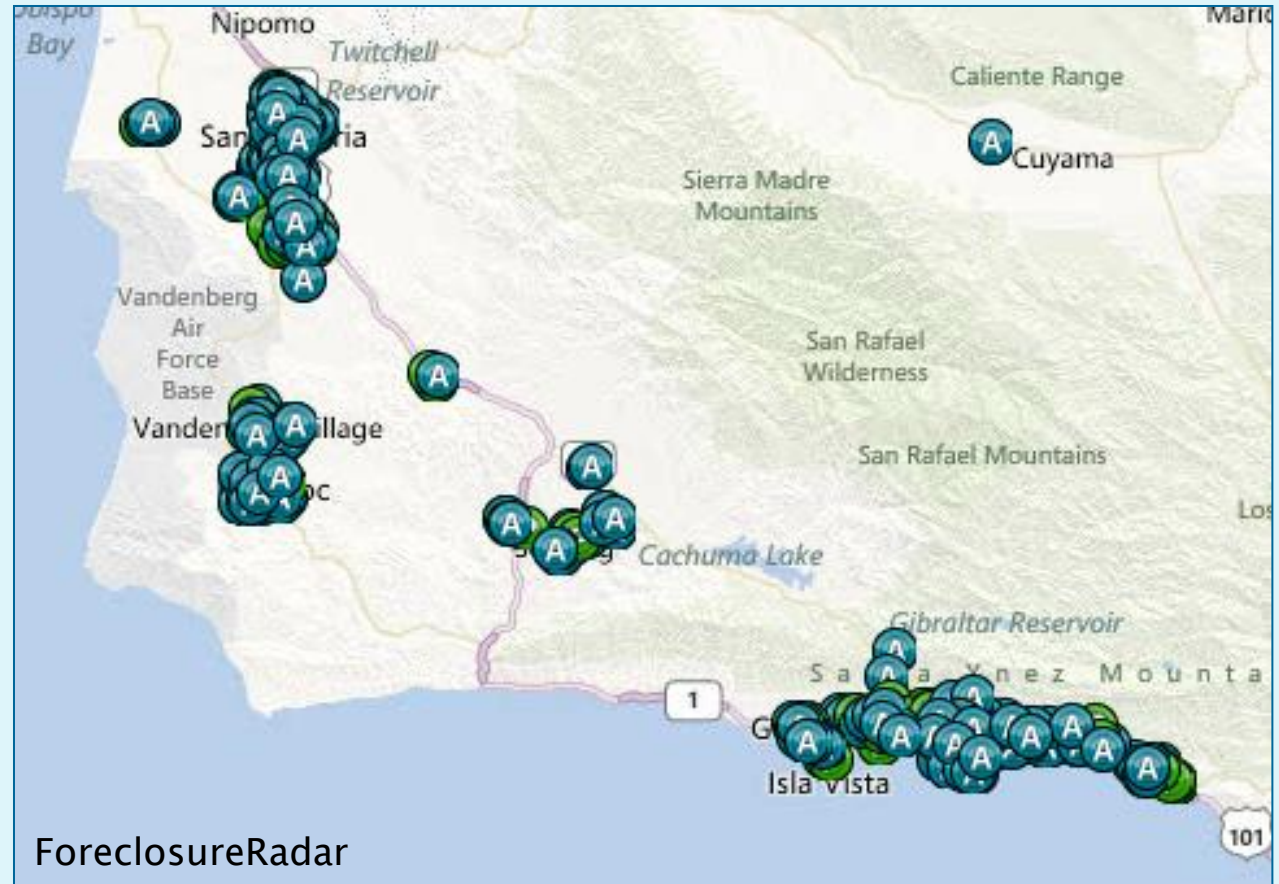 Bay
Nipomo
Twitchell
Reservoir
Caliente Range
A
A
A
A
A
A
A
A
A
Cuyama
Sierra Madre
Mountains
Vandenberg
Air
Force
Base
San Rafael
Wilderness
A
A
A
San Rafael Mountains
A
A
A
A
A
A
Cachuma Lake
Gibraltar Reservoir
A
A
1
A
A
A
A
A
A
A
A
A
A
A
A
Isla Vista
101
ForeclosureRadar